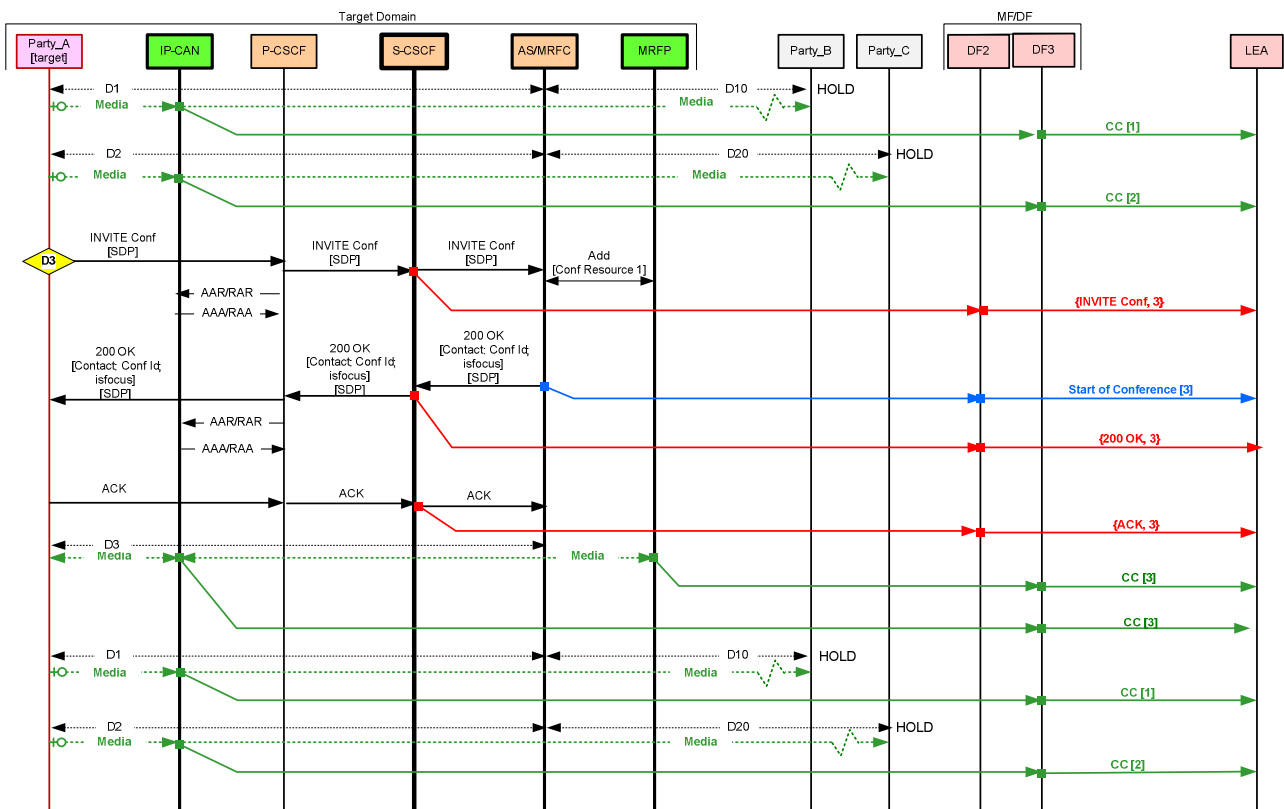 Target Domain
MF/DF
Party_A
[target]
IP-CAN
P-CSCF
S-CSCF
AS/MRFC
MRFP
Party_B
Party_C
DF2
DF3
LEA
D1
D10
HOLD
Media
Media
CC [1]
D2
D20
HOLD
Media
Media
CC [2]
D3
INVITE Conf
[SDP]
INVITE Conf
[SDP]
INVITE Conf
[SDP]
Add
[Conf Resource 1]
AAR/RAR
{INVITE Conf, 3}
AAA/RAA
200 OK
[Contact: Conf Id;
isfocus]
[SDP]
200 OK
[Contact: Conf Id;
isfocus]
[SDP]
200 OK
[Contact: Conf Id;
isfocus]
[SDP]
Start of Conference [3]
AAR/RAR
{200 OK, 3}
AAA/RAA
ACK
ACK
ACK
{ACK, 3}
D3
Media
Media
CC [3]
CC [3]
D1
D10
HOLD
Media
Media
CC [1]
D2
D20
HOLD
Media
Media
CC [2]